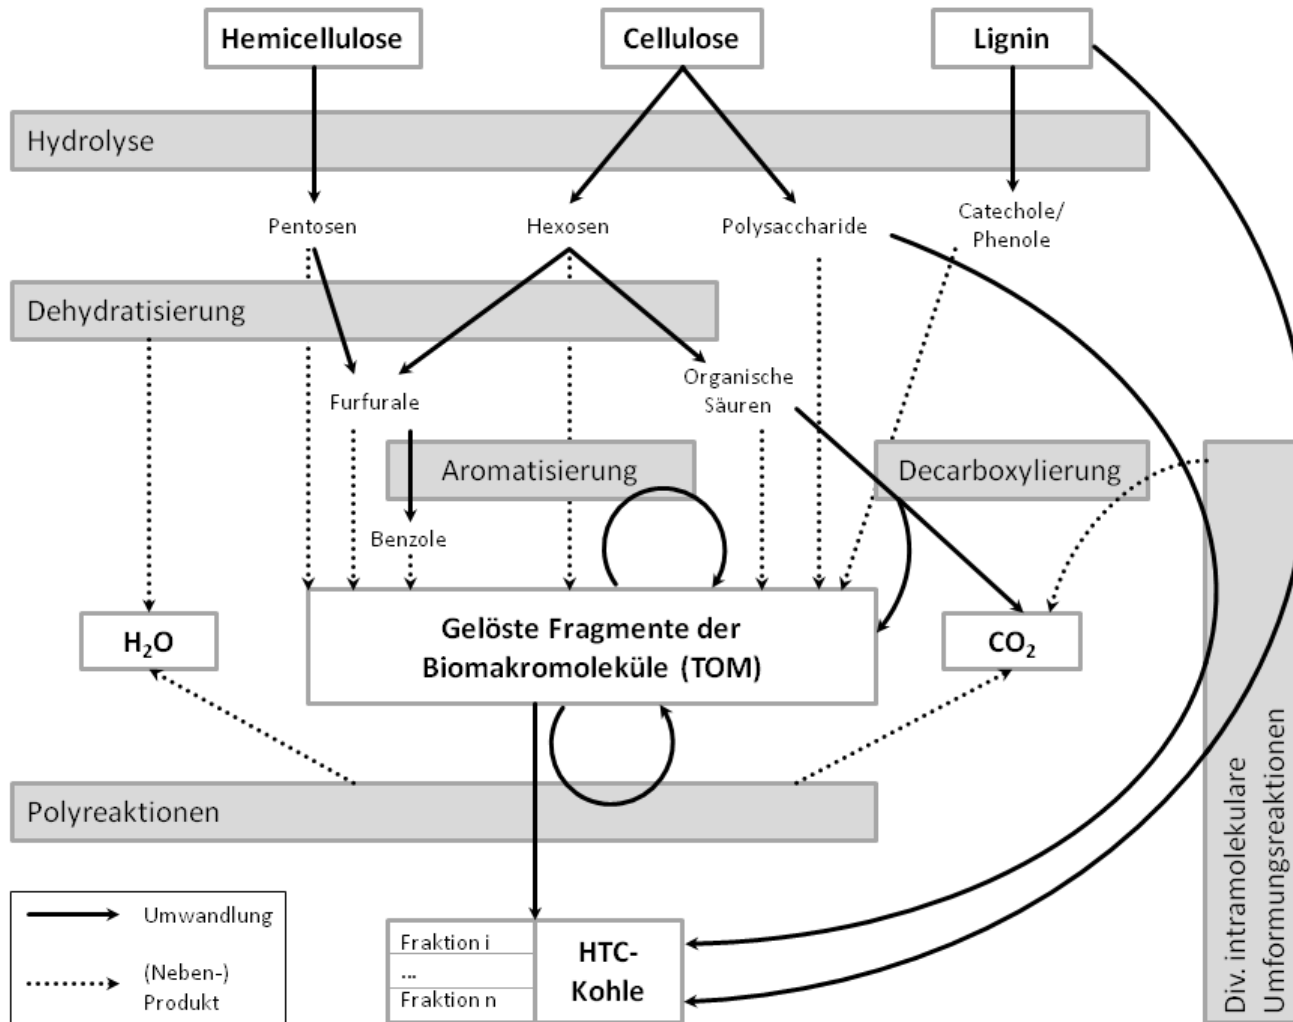 Hemicellulose
Cellulose
Lignin
Hydrolyse
Pentosen
Hexosen
Polysaccharide
Catechole/
Phenole
Dehydratisierung
Furfurale
Organische
Säuren
Aromatisierung
Decarboxylierung
Benzole
H₂O
Gelöste Fragmente der
Biomakromoleküle (TOM)
CO₂
Polyreaktionen
Div. intramolekulare
Umformungsreaktionen
Umwandlung
(Neben-)
Produkt
Fraktion i
...
Fraktion n
HTC-
Kohle